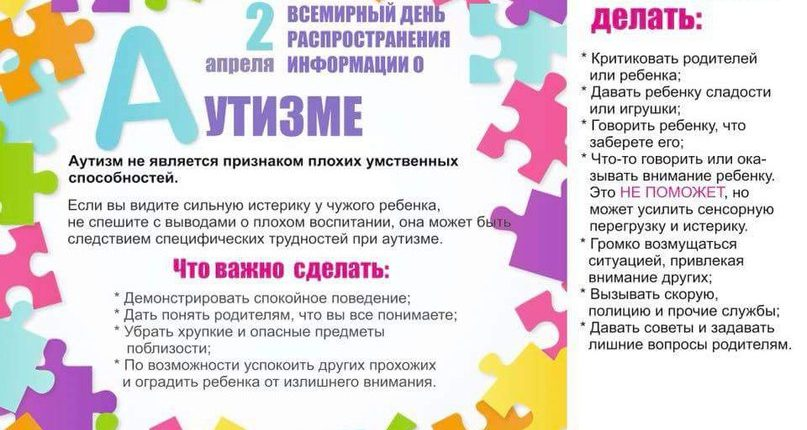 2 апреля
ВСЕМИРНЫЙ ДЕНЬ
РАСПРОСТРАНЕНИЯ
ИНФОРМАЦИИ О
АУТИЗМЕ
Аутизм не является признаком плохих умственных
способностей.
Если вы видите сильную истерику у чужого ребенка,
не спешите с выводами о плохом воспитании, она может быть
следствием специфических трудностей при аутизме.
Что важно сделать:
* Демонстрировать спокойное поведение;
* Дать понять родителям, что вы все понимаете;
* Убрать хрупкие и опасные предметы
поблизости;
* По возможности успокоить других прохожих
и оградить ребенка от излишнего внимания.
делать:
* Критиковать родителей
или ребенка;
* Давать ребенку сладости
или игрушки;
* Говорить ребенку, что
заберете его;
* Что-то говорить или ока-
зывать внимание ребенку.
Это НЕ ПОМОЖЕТ, но
может усилить сенсорную
перегрузку и истерику.
* Громко возмущаться
ситуацией, привлекая
внимание других;
* Вызывать скорую,
полицию и прочие службы;
* Давать советы и задавать
лишние вопросы родителям.